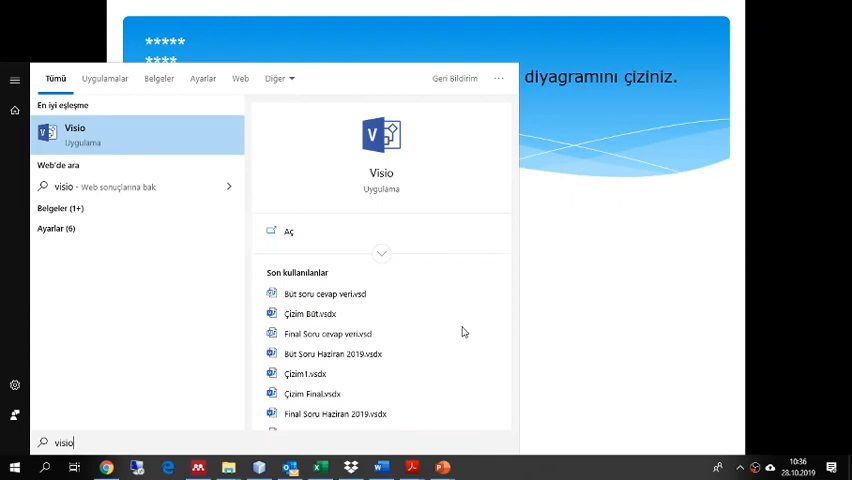 *****
****
diyagramını çiziniz.
Tümü Uygulamalar Belgeler Ayarlar Web Diğer Geri Bildirim ...
En iyi eşleşme
Visio
Uygulama
Web'de ara
visio - Web sonuçlarına bak
Belgeler (1+)
Ayarlar (6)
Visio
Uygulama
Aç
Son kullanılanlar
Büt soru cevap veri.vsd
Çizim Büt.vsdx
Final Soru cevap veri.vsd
Büt Soru Haziran 2019.vsdx
Çizim1.vsdx
Çizim Final.vsdx
Final Soru Haziran 2019.vsdx
visio
10:36
28.10.2019